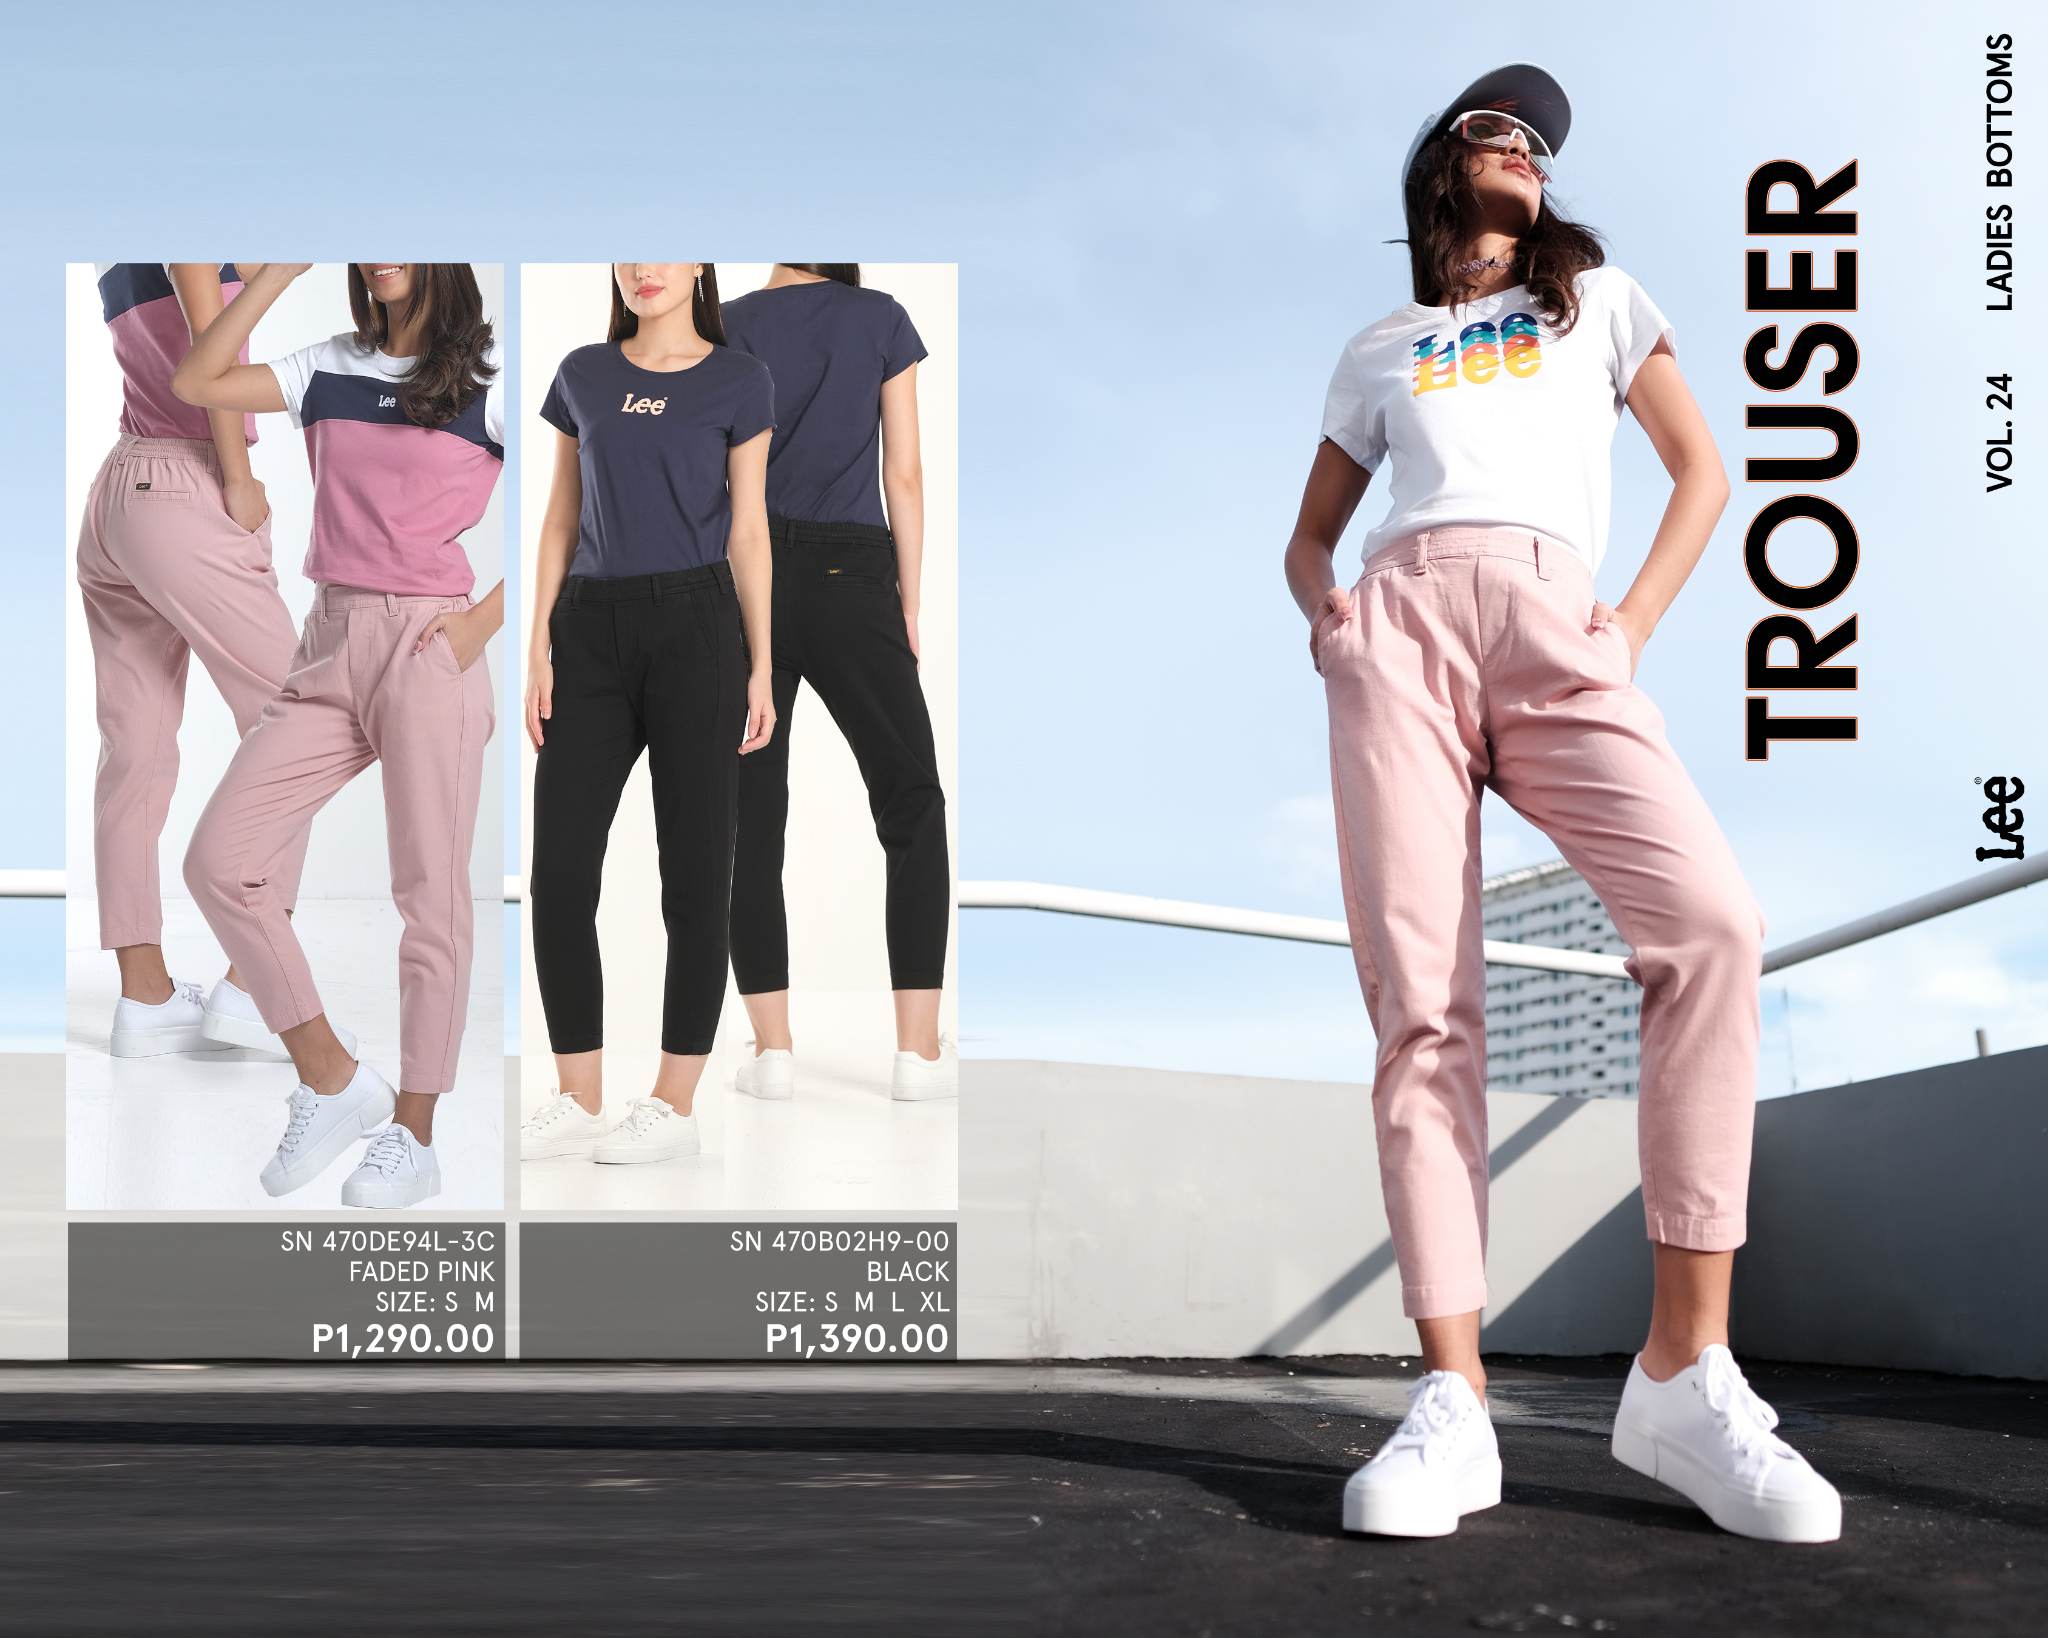 Lee
Lee
SN 470DE94L-3C
FADED PINK
SIZE: S M
P1,290.00
SN 470B02H9-00
BLACK
SIZE: S M L XL
P1,390.00
Lee
Lee
Lee
TROUSER
VOL. 24 LADIES BOTTOMS
Lee®